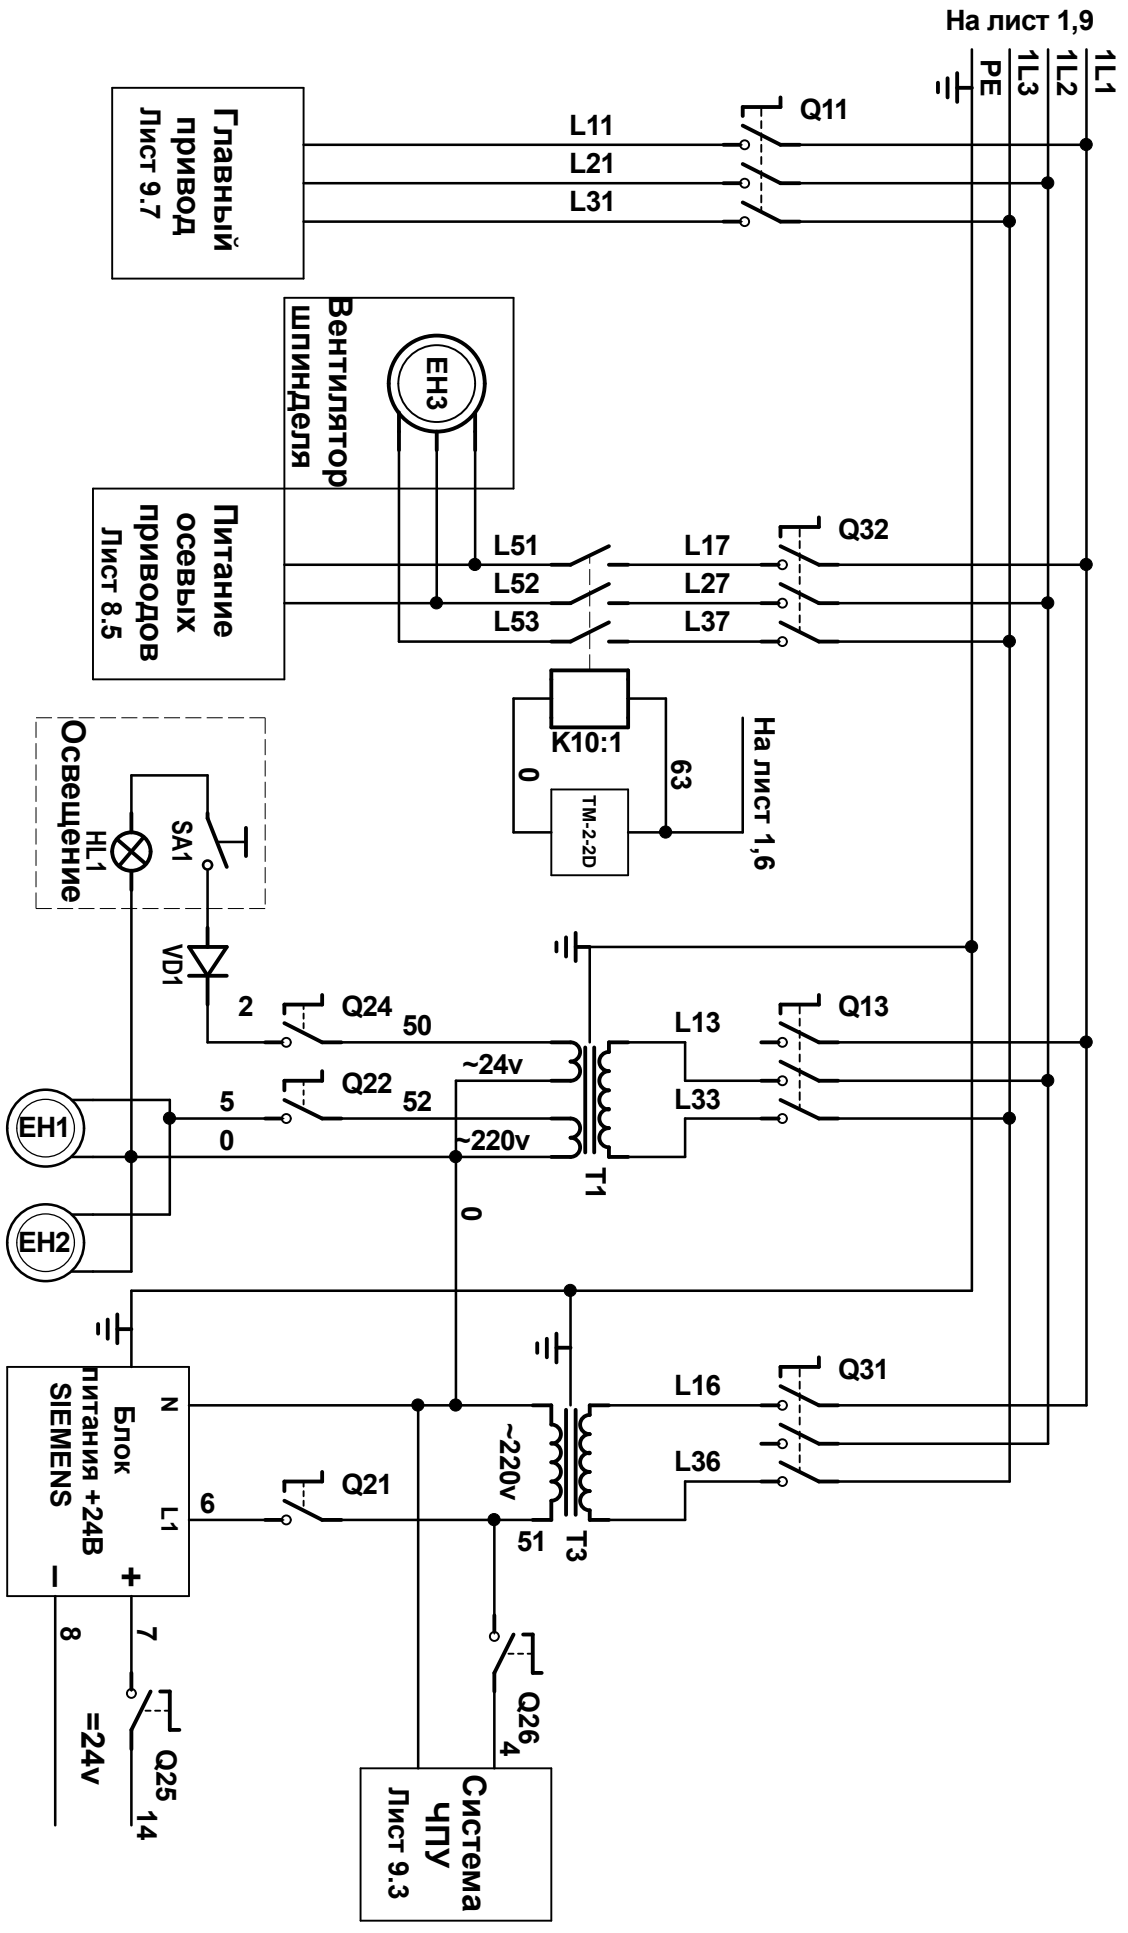 На лист 1,9
1L1
1L2
1L3
PE
Q11
L11
L21
L31
Главный
привод
Лист 9.7
Вентилятор
шпинделя
EH3
Q32
L17
L27
L37
L51
L52
L53
Питание
осевых
приводов
Лист 8.5
K10:1
0
63
TM-2-2D
На лист 1,6
Освещение
HL1
SA1
VD1
2
Q24
50
~24v
Q22
52
5
0
~220v
T1
0
L13
L33
Q13
EH1
EH2
Q31
L16
L36
~220v
T3
51
Q21
6
N
L1
Блок
питания +24В
SIEMENS
+
–
7
8
Q25
14
=24v
Q26
4
Система
ЧПУ
Лист 9.3